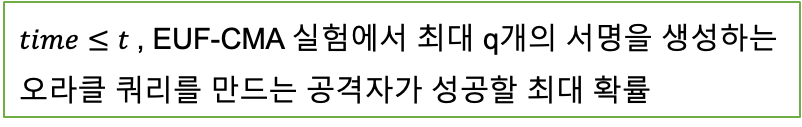 time ≤ t , EUF-CMA 실험에서 최대 q개의 서명을 생성하는
오라클 쿼리를 만드는 공격자가 성공할 최대 확률